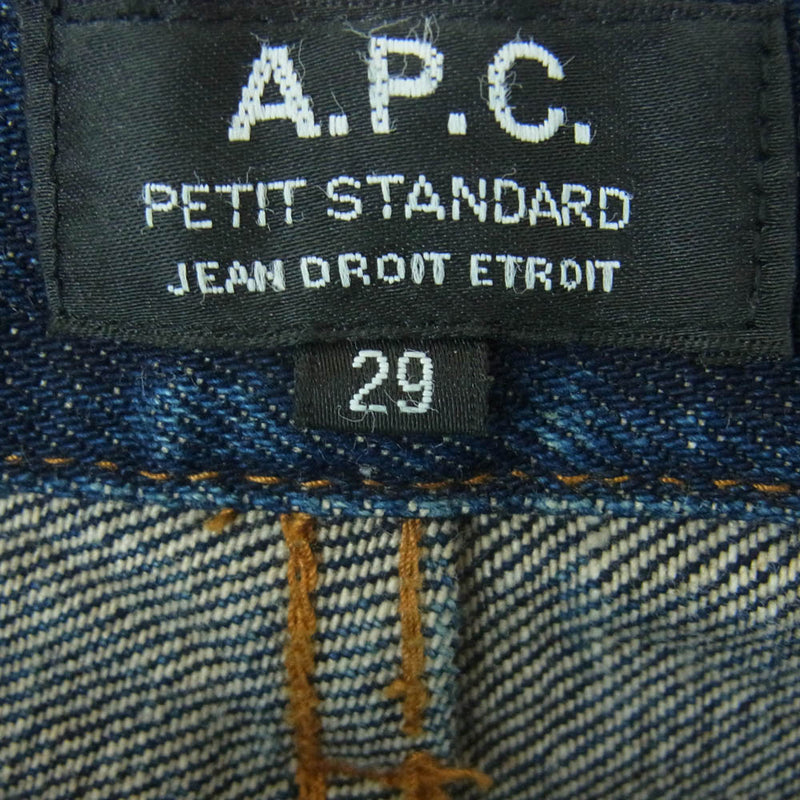 A.P.C.
PETIT STANDARD
JEAN DROIT ETROIT
29